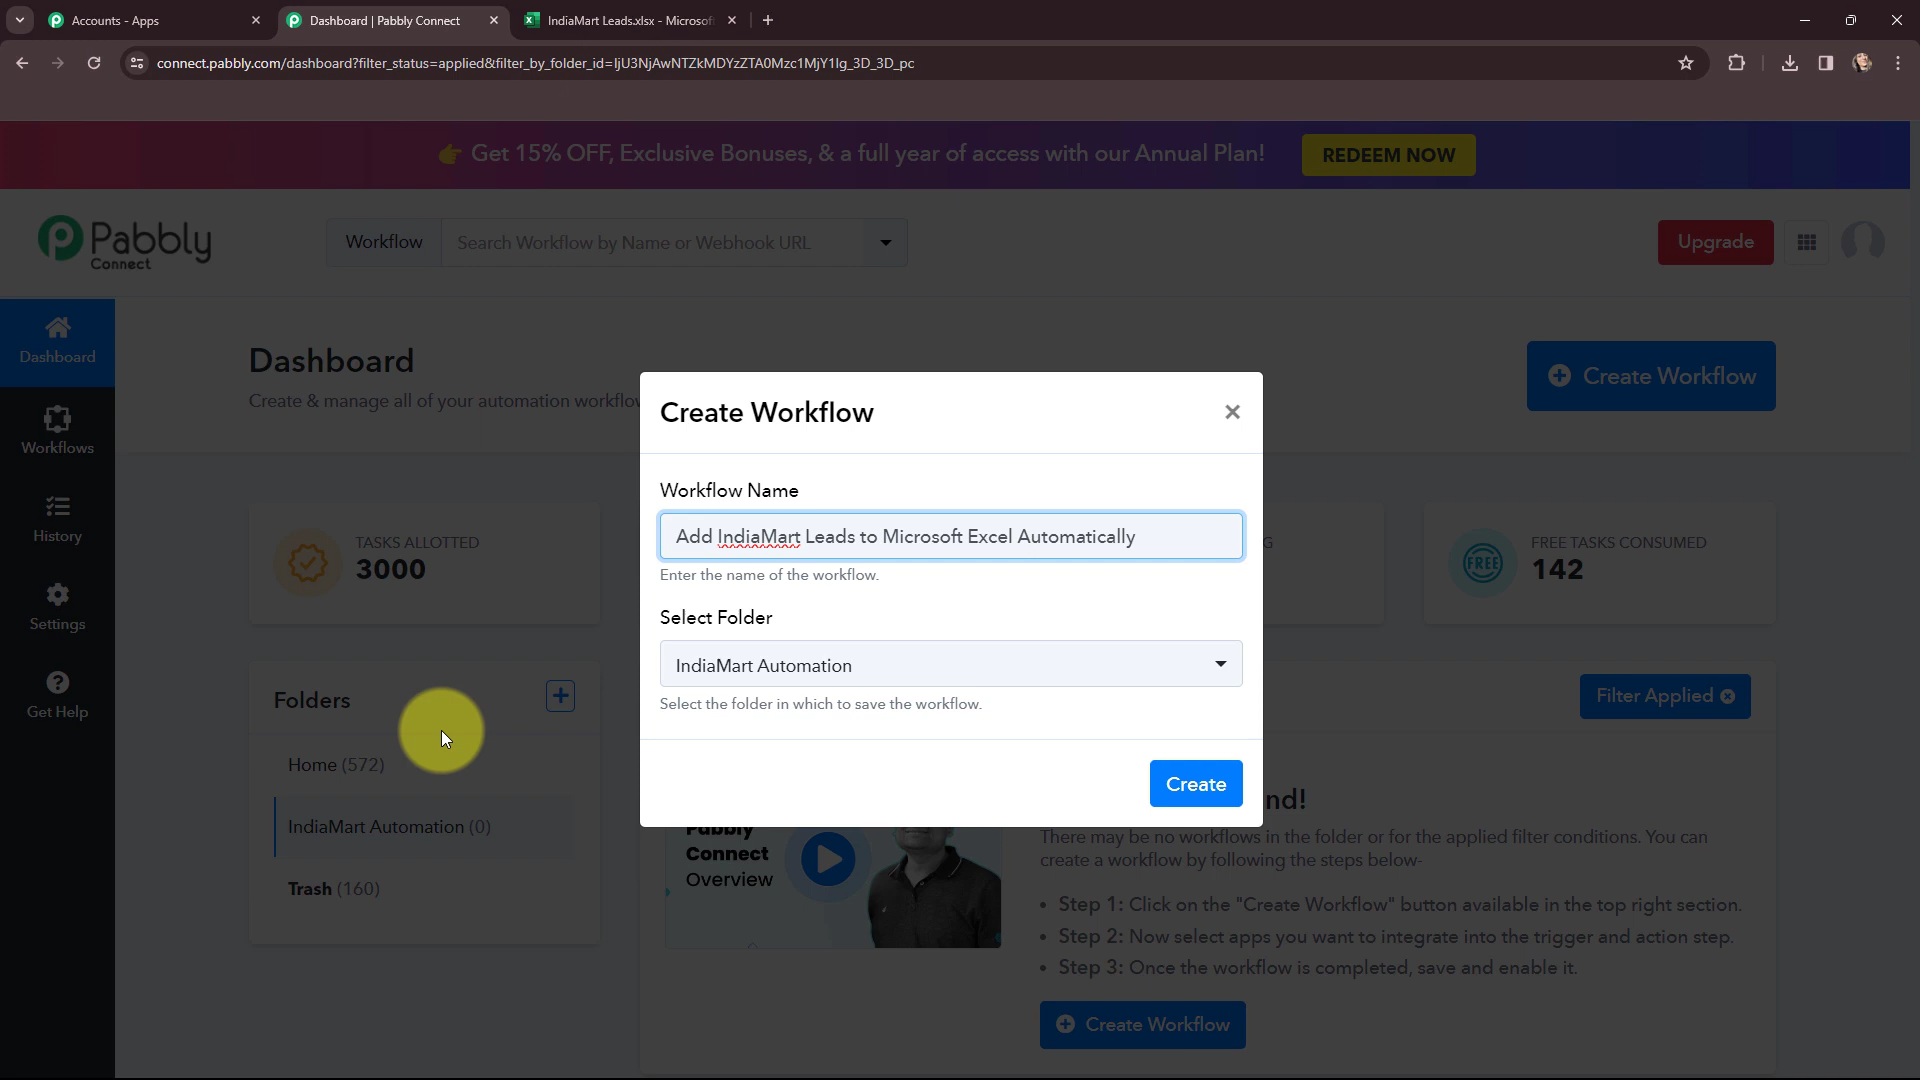 Accounts - Apps
Dashboard | Pabbly Connect
IndiaMart Leads.xlsx - Microsof
connect.pabbly.com/dashboard?filter_status=applied&filter_by_folder_id=IjU3NjAwNTZkMDYzZTA0Mzc1MjY1Ig_3D_3D_pc
👉 Get 15% OFF, Exclusive Bonuses, & a full year of access with our Annual Plan!
REDEEM NOW
Pabbly
Connect
Workflow
Search Workflow by Name or Webhook URL
Upgrade
Dashboard
Workflows
History
Settings
Get Help
Dashboard
Create & manage all of your automation workflow
Create Workflow
TASKS ALLOTTED
3000
G
FREE
FREE TASKS CONSUMED
142
Folders
Home (572)
IndiaMart Automation (0)
Trash (160)
Create Workflow
Workflow Name
Add IndiaMart Leads to Microsoft Excel Automatically
Enter the name of the workflow.
Select Folder
IndiaMart Automation
Select the folder in which to save the workflow.
Create
Filter Applied
nd!
Pabbly
Connect
Overview
There may be no workflows in the folder or for the applied filter conditions. You can
create a workflow by following the steps below-
• Step 1: Click on the "Create Workflow" button available in the top right section.
• Step 2: Now select apps you want to integrate into the trigger and action step.
• Step 3: Once the workflow is completed, save and enable it.
Create Workflow